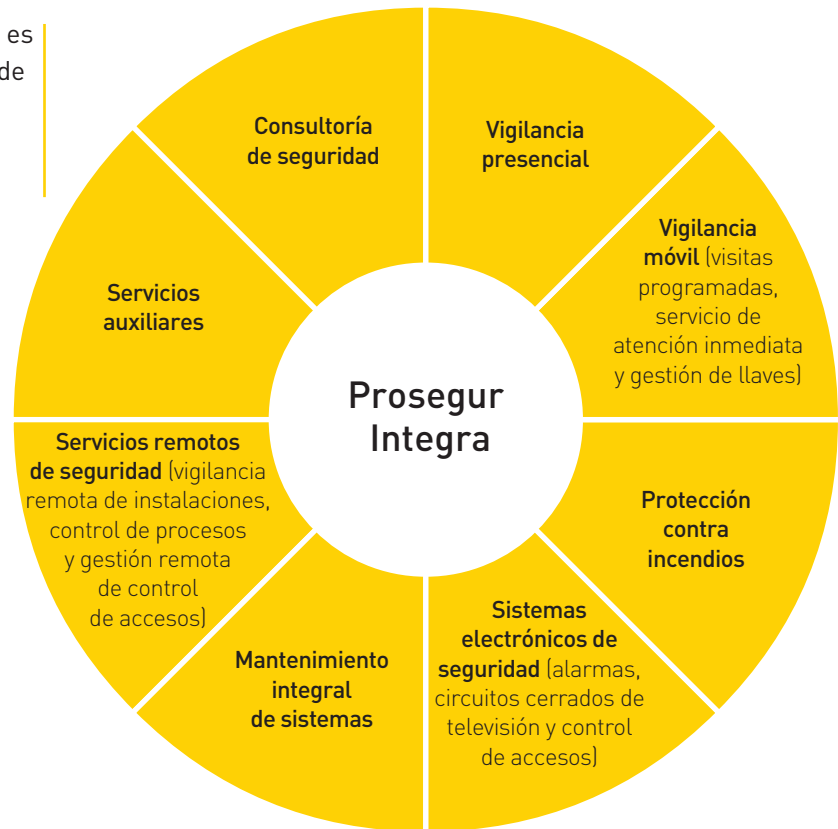 es
de
Consultoría
de seguridad
Vigilancia
presencial
Vigilancia
móvil (visitas
programadas,
servicio de
atención inmediata
y gestión de llaves)
Protección
contra
incendios
Sistemas
electrónicos de
seguridad (alarmas,
circuitos cerrados de
televisión y control
de accesos)
Mantenimiento
integral
de sistemas
Servicios remotos
de seguridad (vigilancia
remota de instalaciones,
control de procesos
y gestión remota
de control
de accesos)
Servicios
auxiliares
Prosegur
Integra